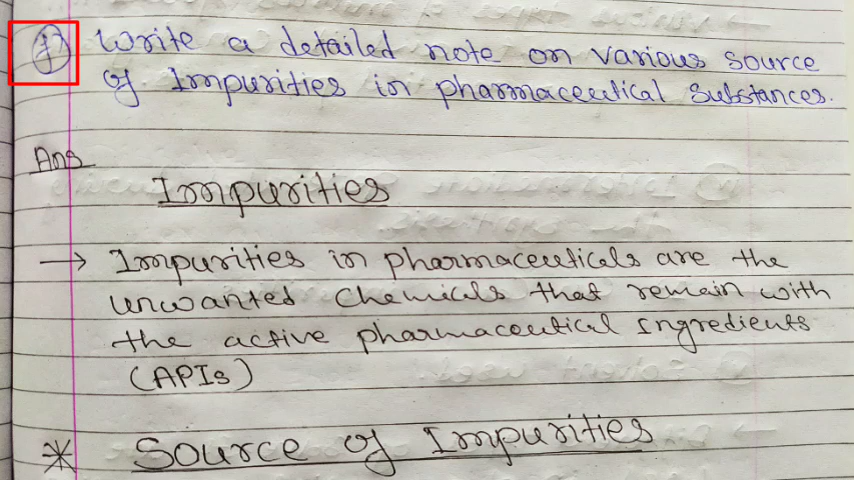 ① Write a detailed note on various source
of Impurities in pharmaceutical Substances.
Ans
Impurities
→ Impurities in pharmaceuticals are the
unwanted chemicals that remain with
the active pharmaceutical Ingredients
(APIs)
* Source of Impurities